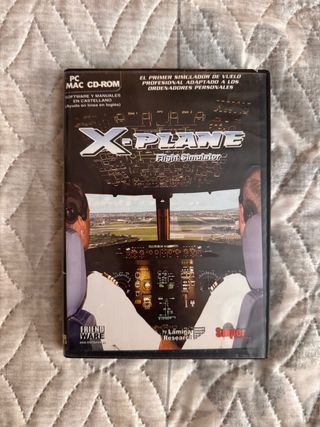 PC
MAC CD-ROM
SOFTWARE Y MANUALES
EN CASTELLANO
(Ayuda en línea en inglés)
EL PRIMER SIMULADOR DE VUELO
PROFESIONAL ADAPTADO A LOS
ORDENADORES PERSONALES
X-PLANE
Flight Simulator
FRIEND
WARE
by Laminar
Research